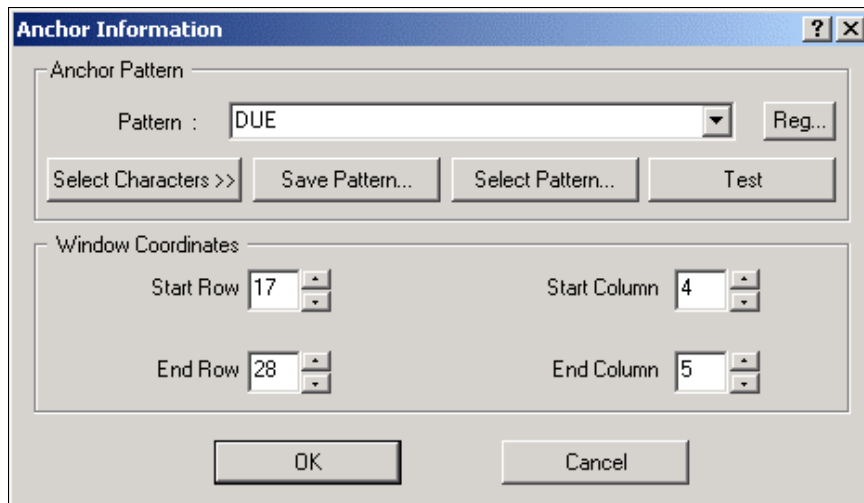 Anchor Information
Anchor Pattern
Pattern : DUE Reg...
Select Characters >> Save Pattern... Select Pattern... Test
Window Coordinates
Start Row 17 Start Column 4
End Row 28 End Column 5
OK Cancel